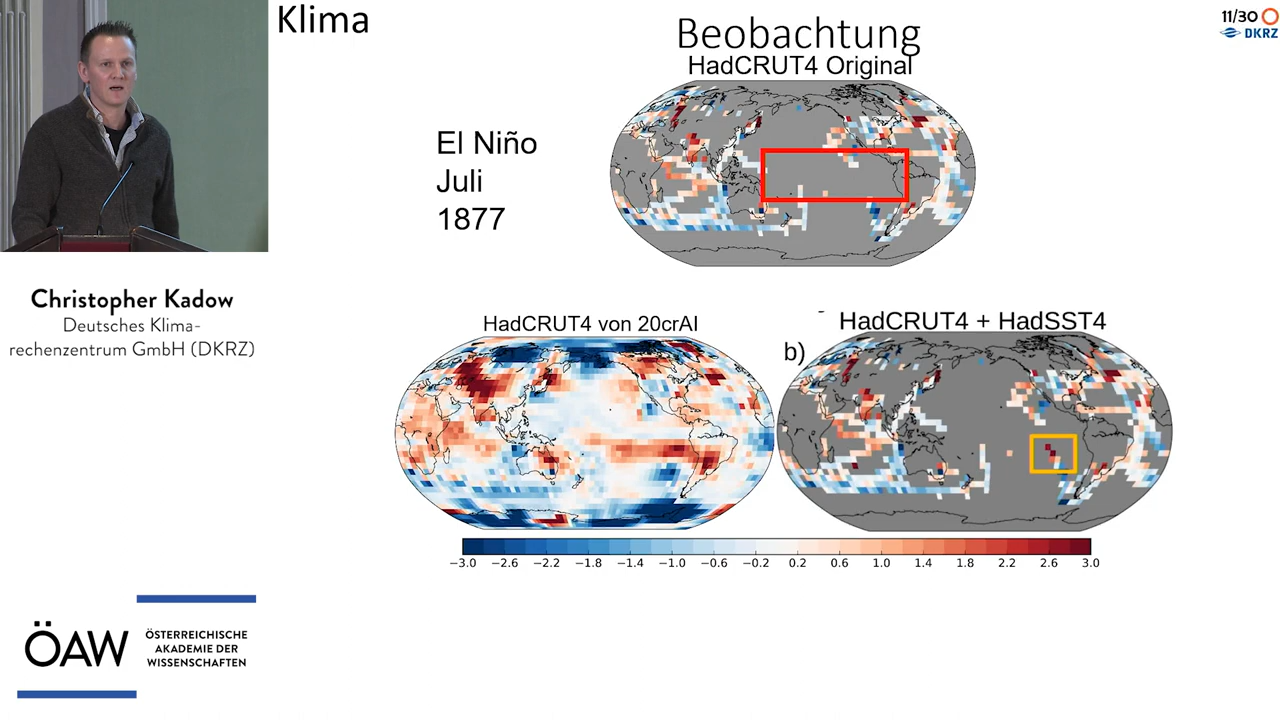 Klima
11/30
DKRZ
Beobachtung
HadCRUT4 Original
El Niño
Juli
1877
Christopher Kadow
Deutsches Klima-
rechenzentrum GmbH (DKRZ)
HadCRUT4 von 20crAI
HadCRUT4 + HadSST4
b)
−3.0 −2.6 −2.2 −1.8 −1.4 −1.0 −0.6 −0.2 0.2 0.6 1.0 1.4 1.8 2.2 2.6 3.0
ÖAW
ÖSTERREICHISCHE
AKADEMIE DER
WISSENSCHAFTEN